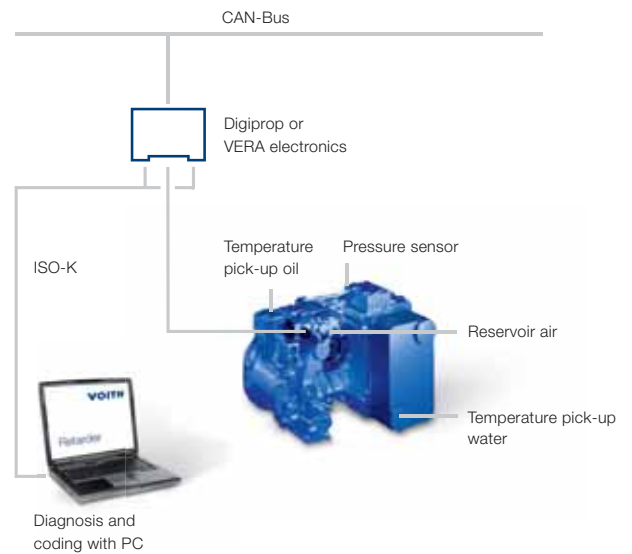 CAN-Bus
Digiprop or
VERA electronics
ISO-K
Temperature
pick-up oil
Pressure sensor
Reservoir air
VOITH
Retarder
Temperature pick-up
water
Diagnosis and
coding with PC